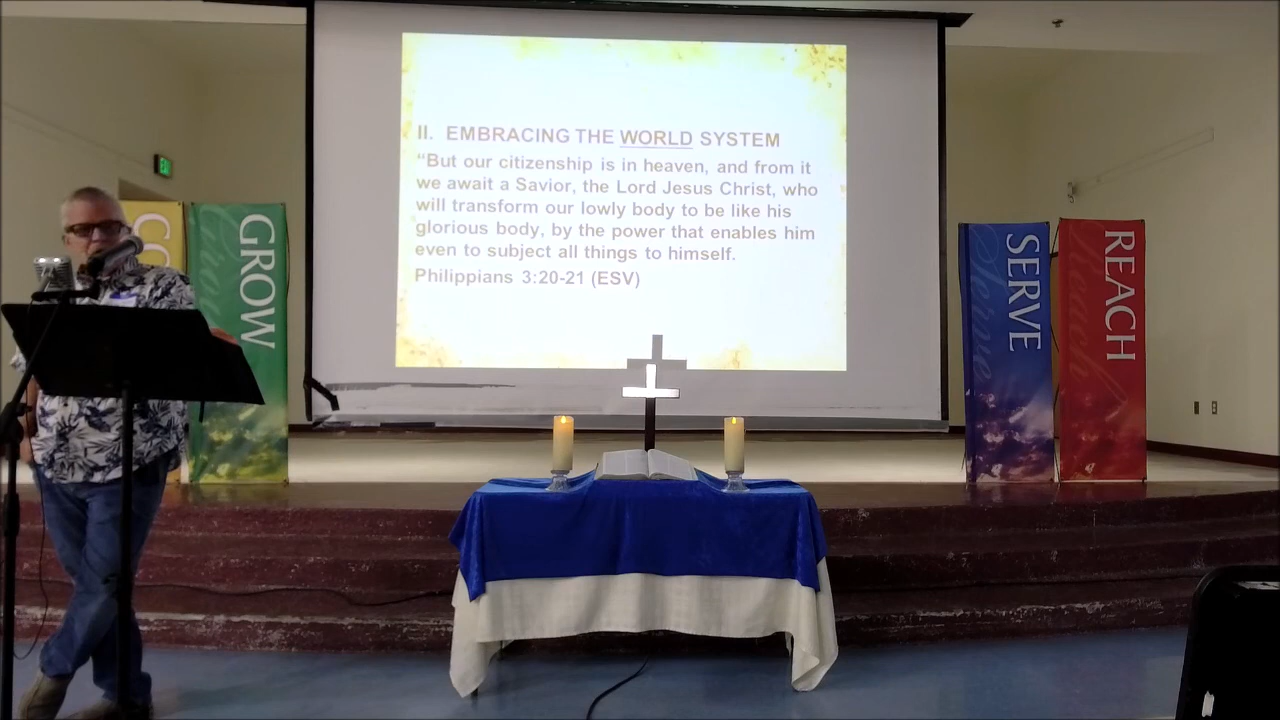 II. EMBRACING THE WORLD SYSTEM
“But our citizenship is in heaven, and from it
we await a Savior, the Lord Jesus Christ, who
will transform our lowly body to be like his
glorious body, by the power that enables him
even to subject all things to himself.
Philippians 3:20-21 (ESV)
GROW
SERVE
REACH